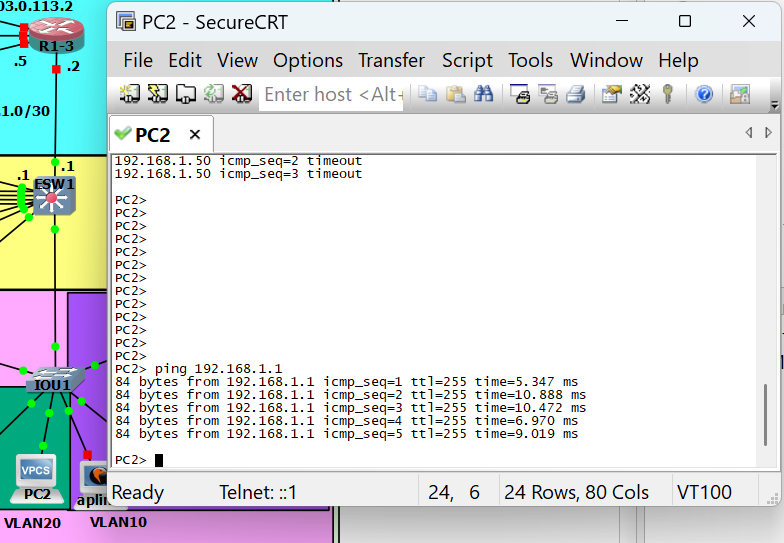 03.0.113.2
R1-3
.5
.2
1.0/30
.1
.1
ESW1
IOU1
VPCS
PC2
VLAN20
VLAN10
PC2 - SecureCRT
File Edit View Options Transfer Script Tools Window Help
Enter host <Alt+
PC2
192.168.1.50 icmp_seq=2 timeout
192.168.1.50 icmp_seq=3 timeout
PC2>
PC2>
PC2>
PC2>
PC2>
PC2>
PC2>
PC2>
PC2>
PC2>
PC2>
PC2>
PC2>
PC2> ping 192.168.1.1
84 bytes from 192.168.1.1 icmp_seq=1 ttl=255 time=5.347 ms
84 bytes from 192.168.1.1 icmp_seq=2 ttl=255 time=10.888 ms
84 bytes from 192.168.1.1 icmp_seq=3 ttl=255 time=10.472 ms
84 bytes from 192.168.1.1 icmp_seq=4 ttl=255 time=6.970 ms
84 bytes from 192.168.1.1 icmp_seq=5 ttl=255 time=9.019 ms
PC2>
Ready Telnet: ::1 24, 6 24 Rows, 80 Cols VT100